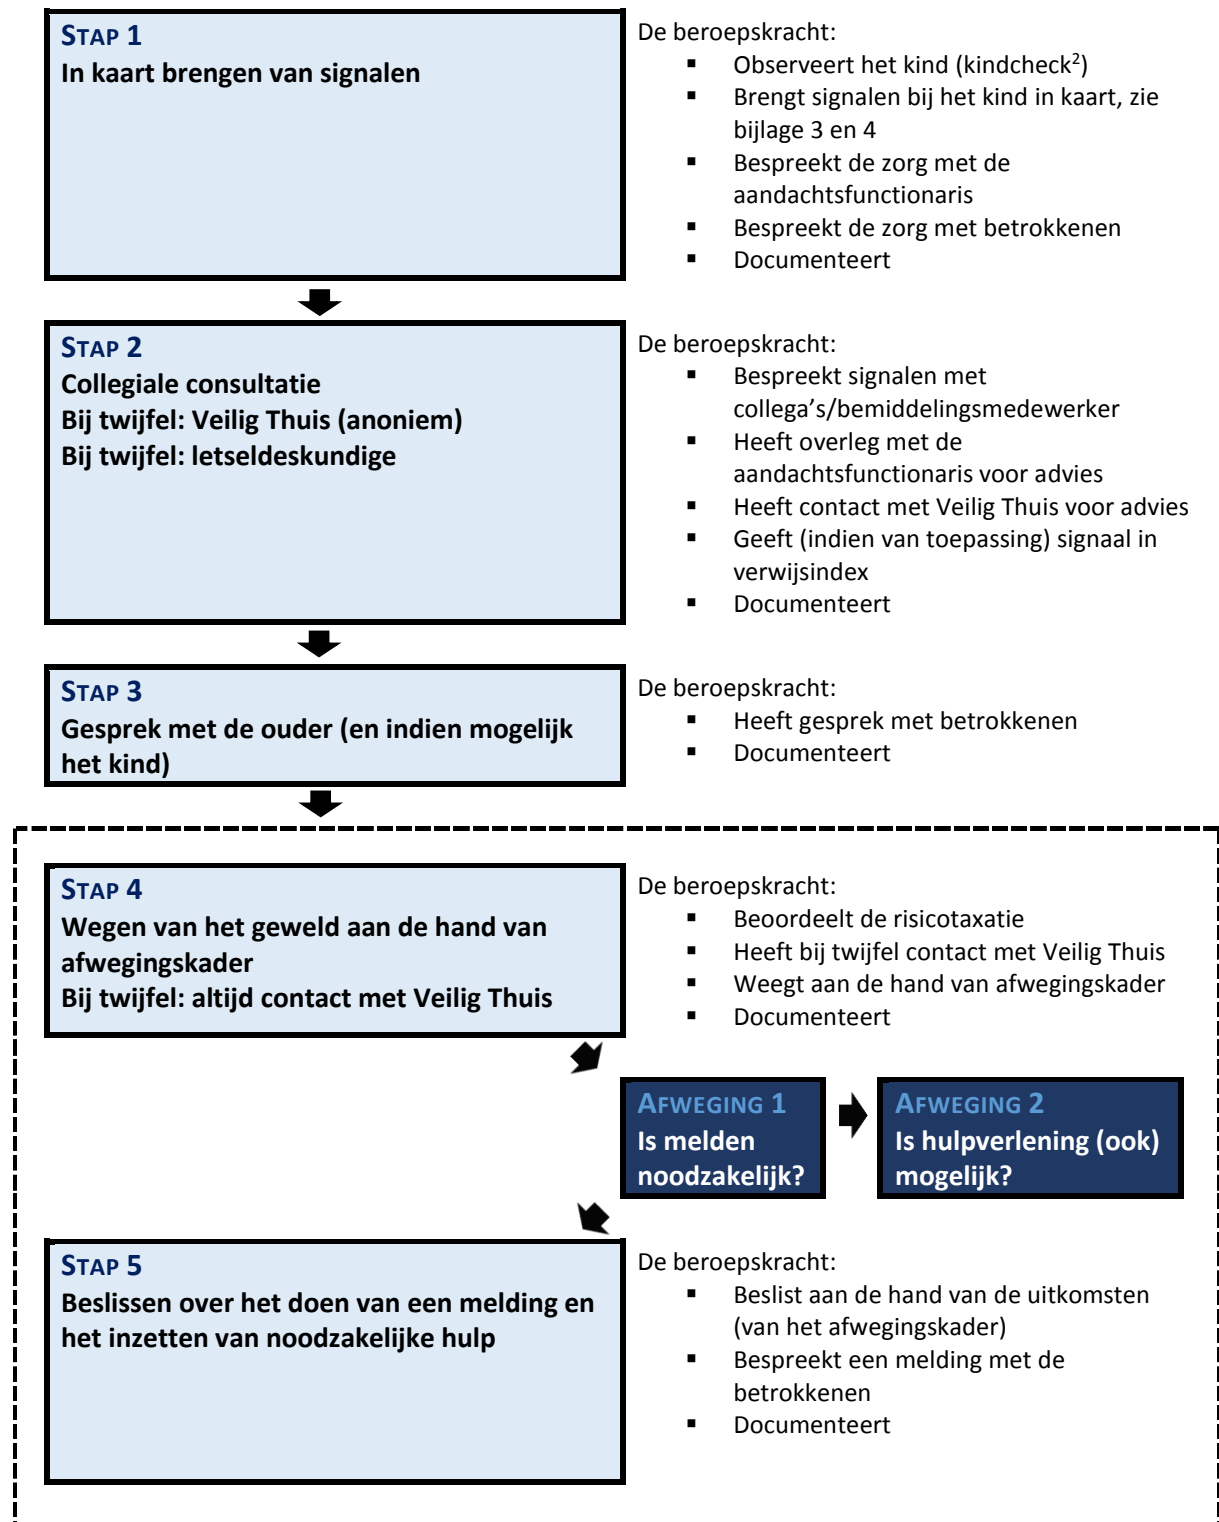 STAP 1
In kaart brengen van signalen
De beroepskracht:
▪ Observeert het kind (kindcheck²)
▪ Brengt signalen bij het kind in kaart, zie
bijlage 3 en 4
▪ Bespreekt de zorg met de
aandachtsfunctionaris
▪ Bespreekt de zorg met betrokkenen
▪ Documenteert
STAP 2
Collegiale consultatie
Bij twijfel: Veilig Thuis (anoniem)
Bij twijfel: letseldeskundige
De beroepskracht:
▪ Bespreekt signalen met
collega’s/bemiddelingsmedewerker
▪ Heeft overleg met de
aandachtsfunctionaris voor advies
▪ Heeft contact met Veilig Thuis voor advies
▪ Geeft (indien van toepassing) signaal in
verwijsindex
▪ Documenteert
STAP 3
Gesprek met de ouder (en indien mogelijk
het kind)
De beroepskracht:
▪ Heeft gesprek met betrokkenen
▪ Documenteert
STAP 4
Wegen van het geweld aan de hand van
afwegingskader
Bij twijfel: altijd contact met Veilig Thuis
De beroepskracht:
▪ Beoordeelt de risicotaxatie
▪ Heeft bij twijfel contact met Veilig Thuis
▪ Weegt aan de hand van afwegingskader
▪ Documenteert
AFWEGING 1
Is melden
noodzakelijk?
AFWEGING 2
Is hulpverlening (ook)
mogelijk?
STAP 5
Beslissen over het doen van een melding en
het inzetten van noodzakelijke hulp
De beroepskracht:
▪ Beslist aan de hand van de uitkomsten
(van het afwegingskader)
▪ Bespreekt een melding met de
betrokkenen
▪ Documenteert